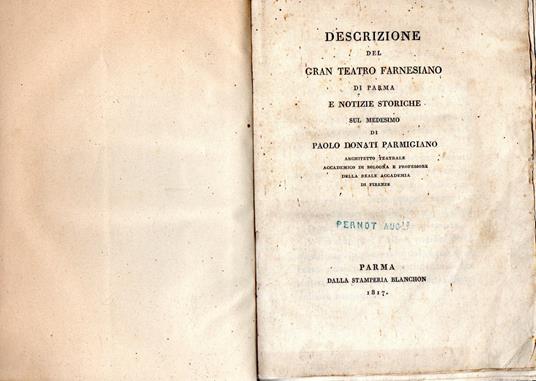 DESCRIZIONE
DEL
GRAN TEATRO FARNESIANO
DI PARMA
E NOTIZIE STORICHE
SUL MEDESIMO
DI
PAOLO DONATI PARMIGIANO
ARCHITETTO TEATRALE
ACCADEMICO DI BOLOGNA E PROFESSORE
DELLA REALE ACCADEMIA
DI FIRENZE
PERNOT
PARMA
DALLA STAMPERIA BLANCHON
1817.